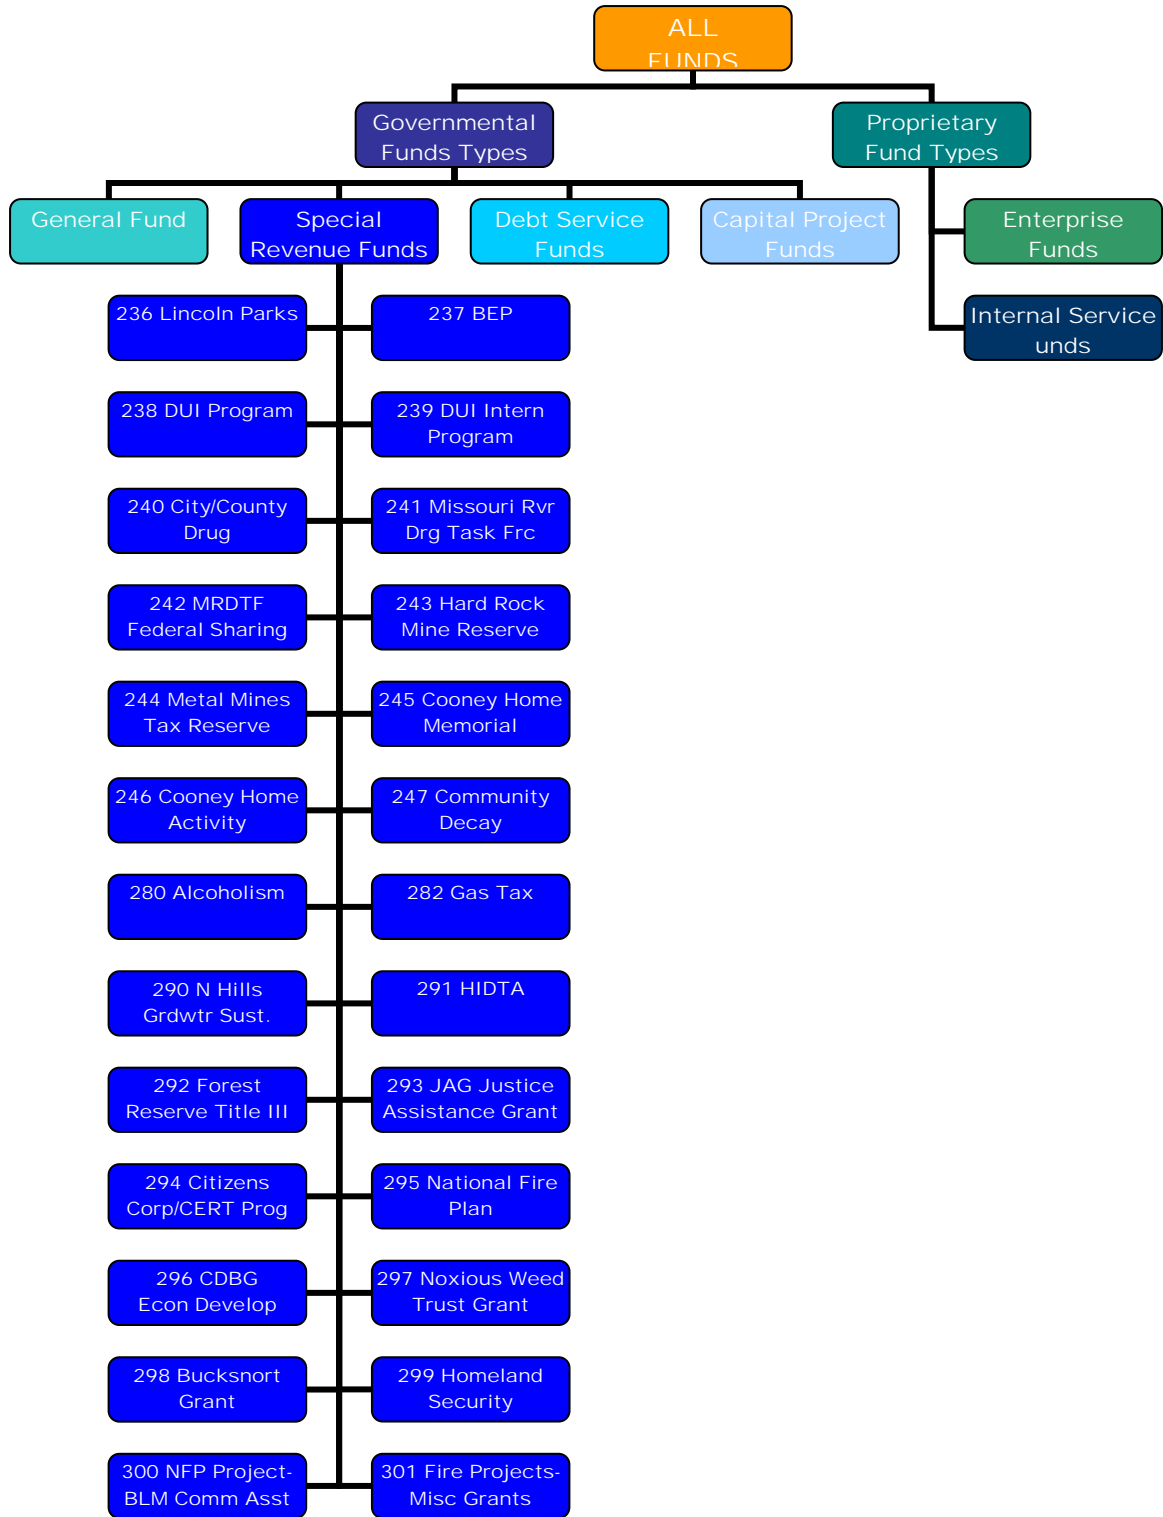 ALL
FUNDS
Governmental
Funds Types
Proprietary
Fund Types
General Fund
Special
Revenue Funds
Debt Service
Funds
Capital Project
Funds
Enterprise
Funds
Internal Service
unds
236 Lincoln Parks
237 BEP
238 DUI Program
239 DUI Intern
Program
240 City/County
Drug
241 Missouri Rvr
Drg Task Frc
242 MRDTF
Federal Sharing
243 Hard Rock
Mine Reserve
244 Metal Mines
Tax Reserve
245 Cooney Home
Memorial
246 Cooney Home
Activity
247 Community
Decay
280 Alcoholism
282 Gas Tax
290 N Hills
Grdwtr Sust.
291 HIDTA
292 Forest
Reserve Title III
293 JAG Justice
Assistance Grant
294 Citizens
Corp/CERT Prog
295 National Fire
Plan
296 CDBG
Econ Develop
297 Noxious Weed
Trust Grant
298 Bucksnort
Grant
299 Homeland
Security
300 NFP Project-
BLM Comm Asst
301 Fire Projects-
Misc Grants